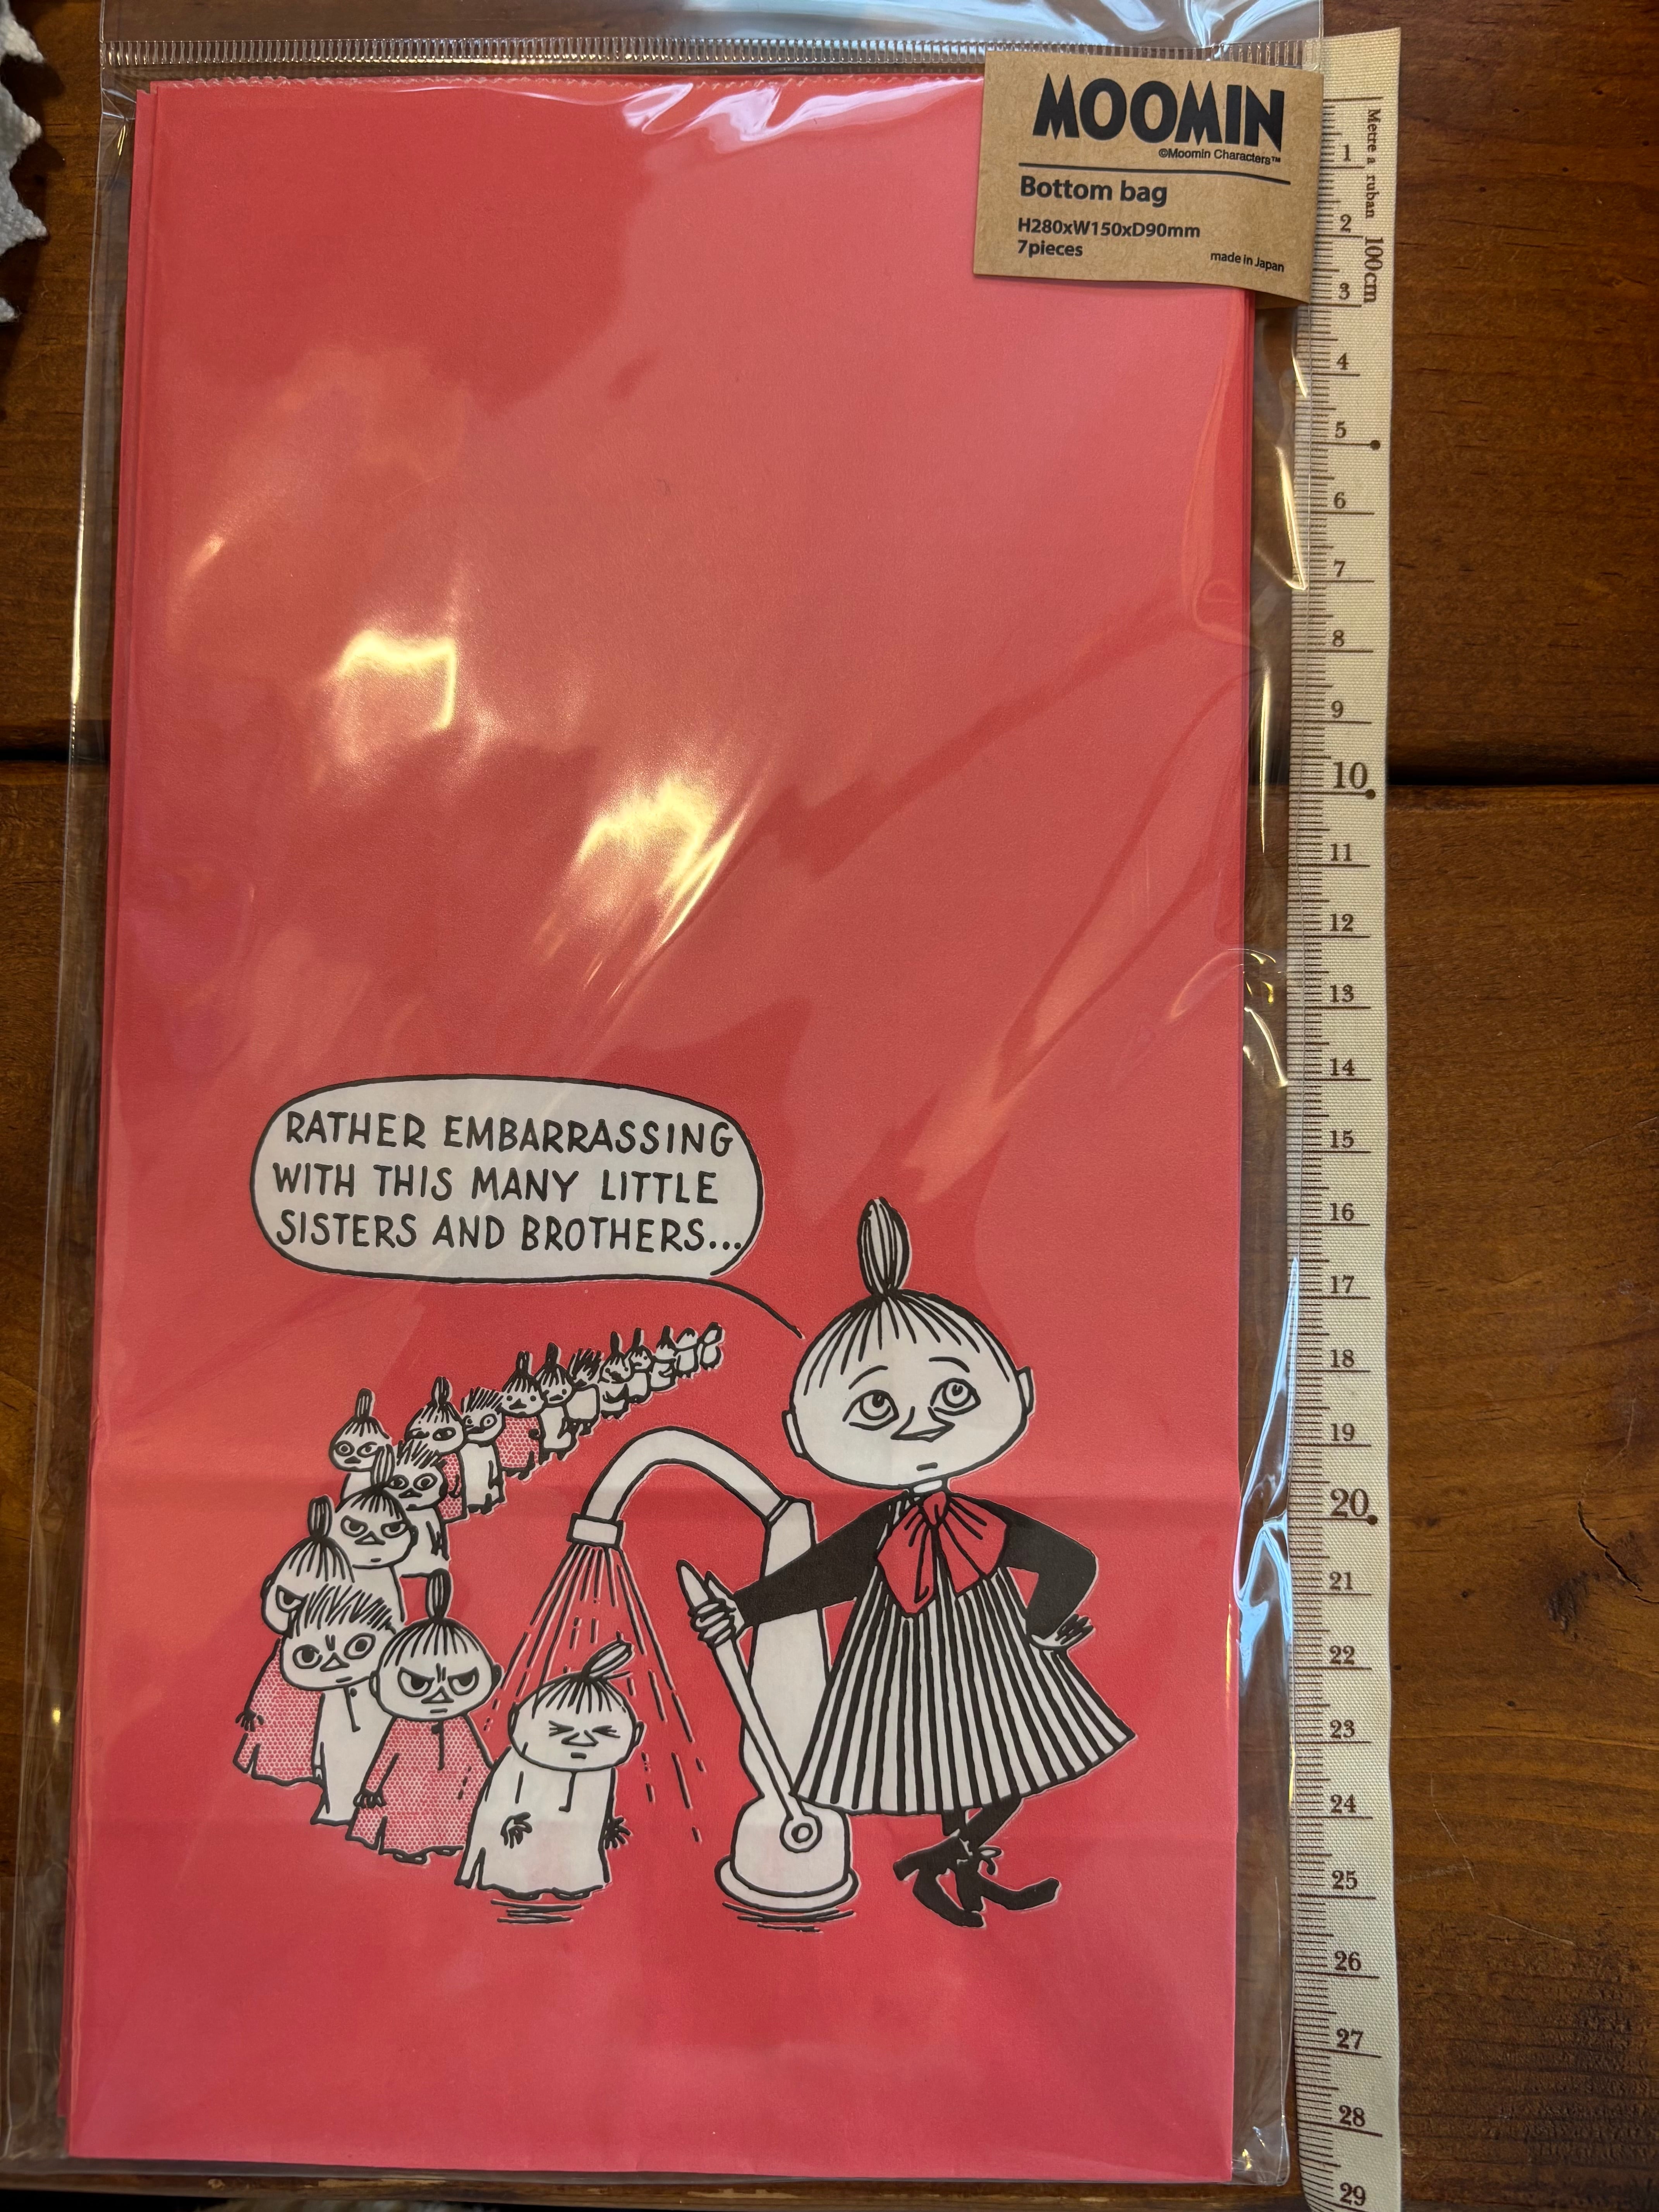 MOOMIN
©Moomin Characters™
Bottom bag
H280xW150xD90mm
7pieces
made in Japan
Metre a ruban 100cm
1
2
3
4
5
6
7
8
9
10
11
12
13
14
15
16
17
18
19
20
21
22
23
24
25
26
27
28
29
RATHER EMBARRASSING
WITH THIS MANY LITTLE
SISTERS AND BROTHERS...